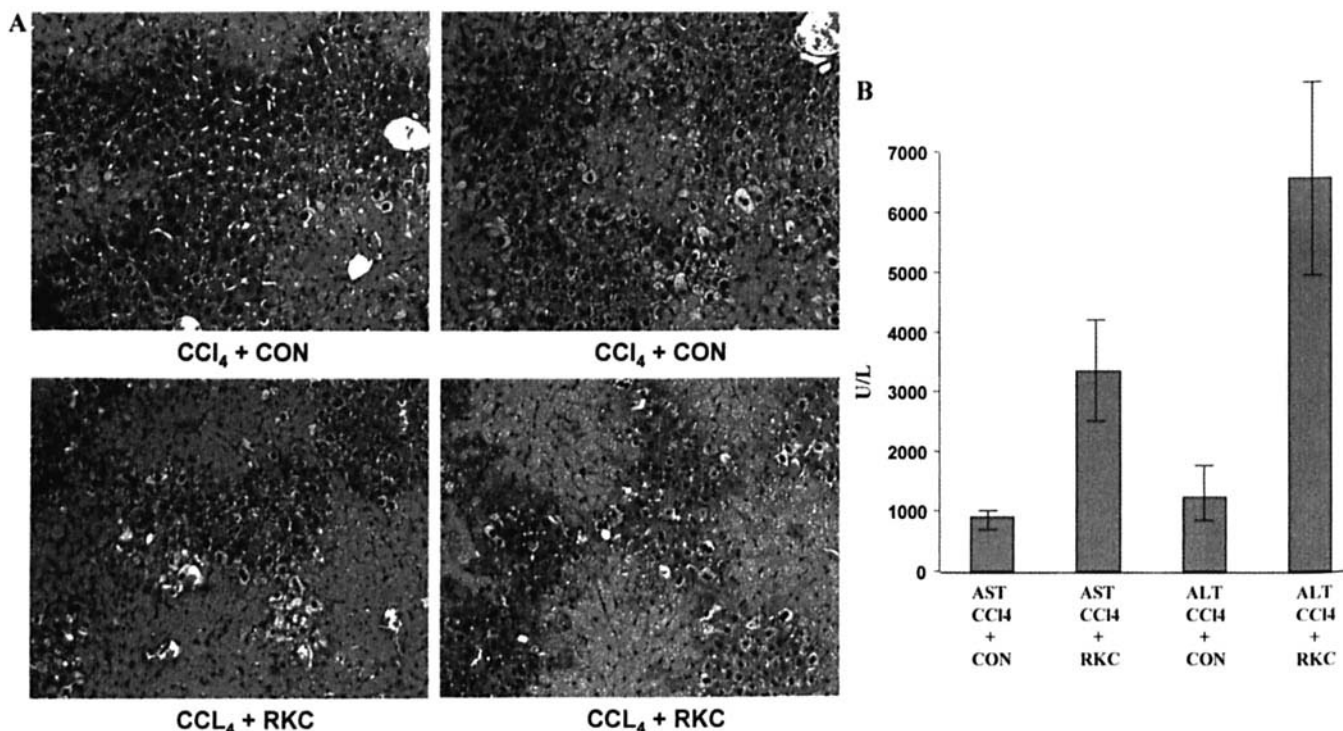 A
CCl₄ + CON
CCl₄ + CON
CCL₄ + RKC
CCL₄ + RKC
B
U/L
7000
6000
5000
4000
3000
2000
1000
0
AST
CCl4
+
CON
AST
CCl4
+
RKC
ALT
CCl4
+
CON
ALT
CCl4
+
RKC